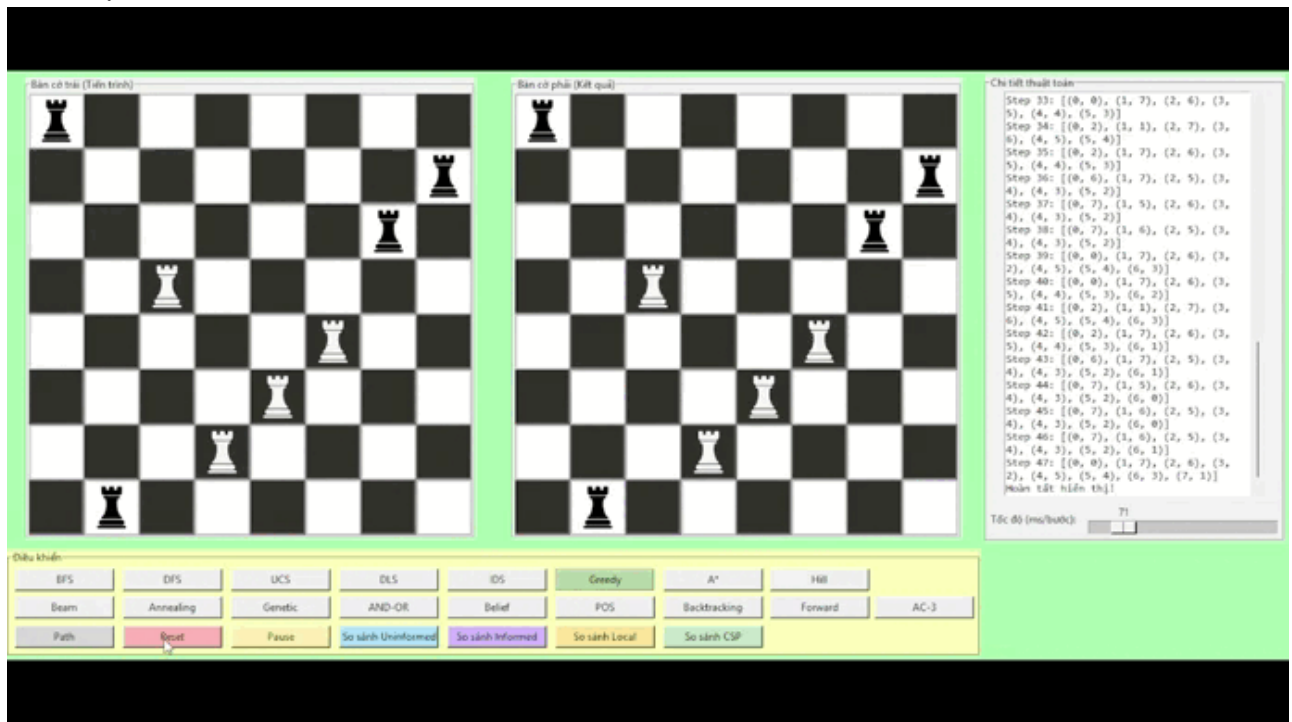 Bàn cờ trái (Tiến trình)
Bàn cờ phải (Kết quả)
Chi tiết thuật toán
Step 33: [(0, 0), (1, 7), (2, 6), (3,
5), (4, 4), (5, 3)]
Step 34: [(0, 2), (1, 1), (2, 7), (3,
6), (4, 5), (5, 4)]
Step 35: [(0, 2), (1, 7), (2, 6), (3,
5), (4, 4), (5, 3)]
Step 36: [(0, 6), (1, 7), (2, 5), (3,
4), (4, 3), (5, 2)]
Step 37: [(0, 7), (1, 5), (2, 6), (3,
4), (4, 3), (5, 2)]
Step 38: [(0, 7), (1, 6), (2, 5), (3,
4), (4, 3), (5, 2)]
Step 39: [(0, 0), (1, 7), (2, 6), (3,
2), (4, 5), (5, 4), (6, 3)]
Step 40: [(0, 0), (1, 7), (2, 6), (3,
5), (4, 4), (5, 3), (6, 2)]
Step 41: [(0, 2), (1, 1), (2, 7), (3,
6), (4, 5), (5, 4), (6, 3)]
Step 42: [(0, 2), (1, 7), (2, 6), (3,
5), (4, 4), (5, 3), (6, 1)]
Step 43: [(0, 6), (1, 7), (2, 5), (3,
4), (4, 3), (5, 2), (6, 1)]
Step 44: [(0, 7), (1, 5), (2, 6), (3,
4), (4, 3), (5, 2), (6, 0)]
Step 45: [(0, 7), (1, 6), (2, 5), (3,
4), (4, 3), (5, 2), (6, 0)]
Step 46: [(0, 7), (1, 6), (2, 5), (3,
4), (4, 3), (5, 2), (6, 1)]
Step 47: [(0, 0), (1, 7), (2, 6), (3,
2), (4, 5), (5, 4), (6, 3), (7, 1)]
Hoàn tất hiển thị!
Tốc độ (ms/bước):
71
Điều khiển
BFS DFS UCS DLS IDS Greedy A* Hill
Beam Annealing Genetic AND-OR Belief POS Backtracking Forward AC-3
Path Reset Pause So sánh Uninformed So sánh Informed So sánh Local So sánh CSP